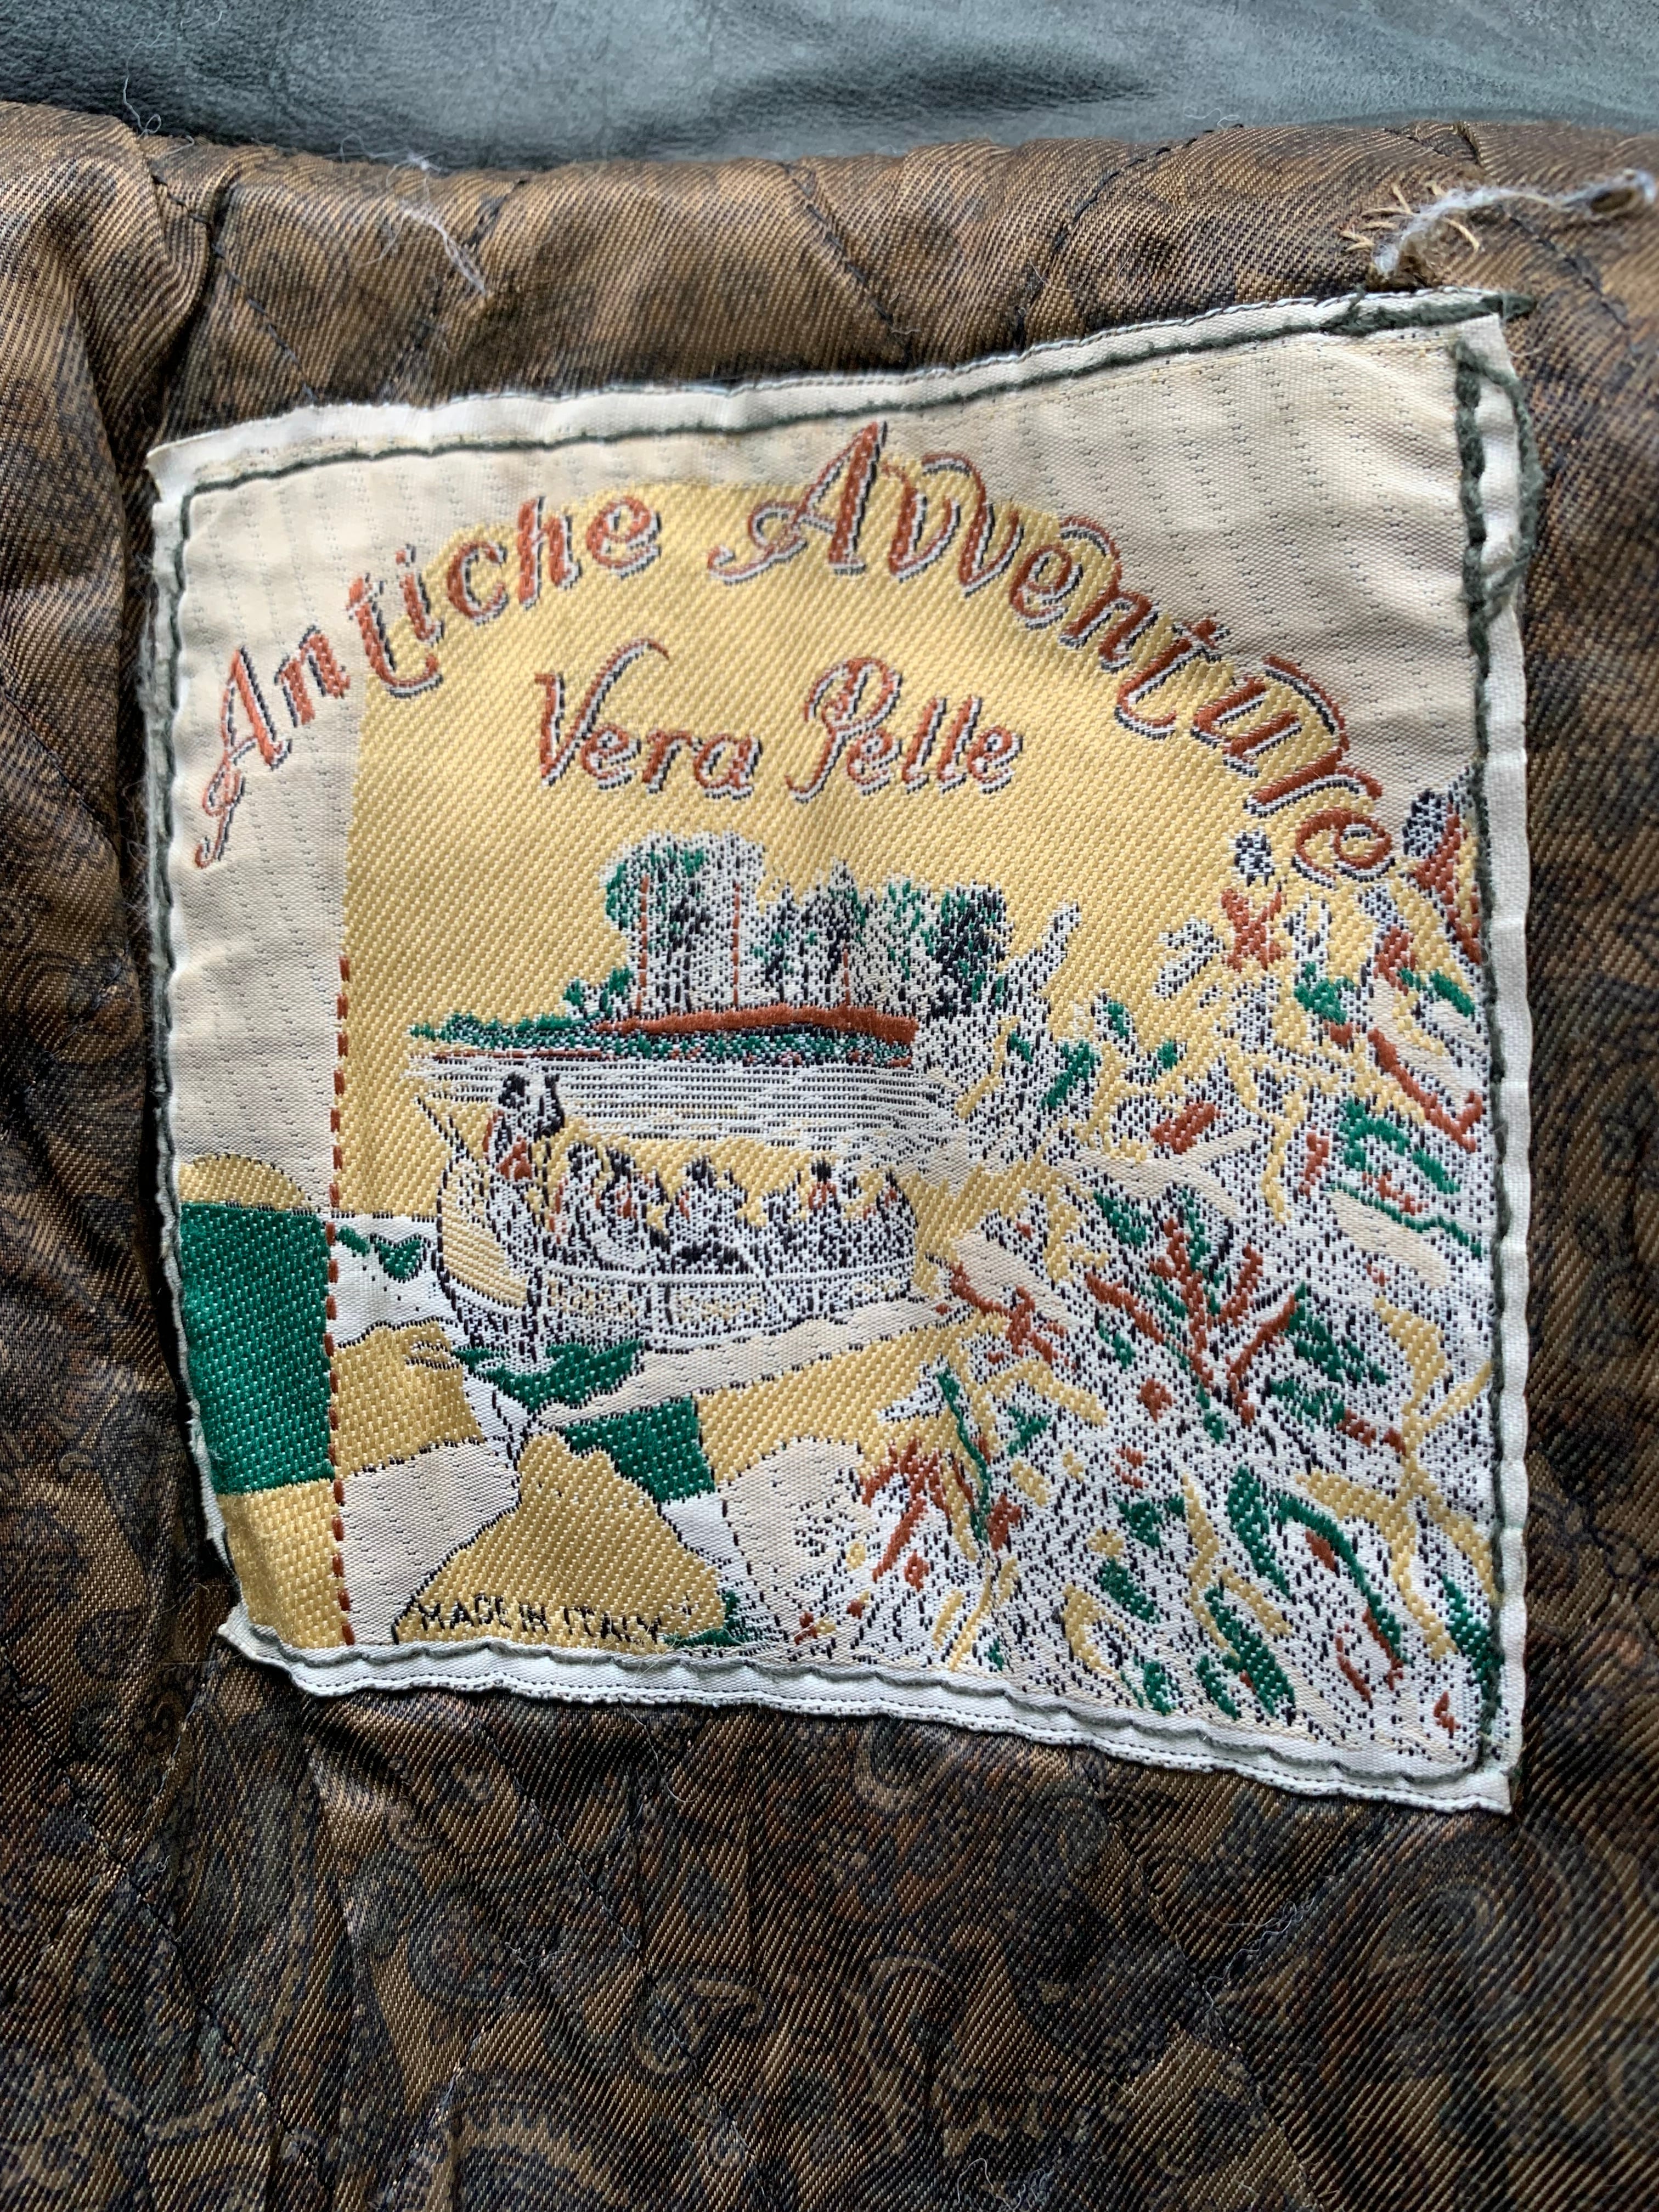 Antiche Avventure
Vera Pelle
MADE IN ITALY